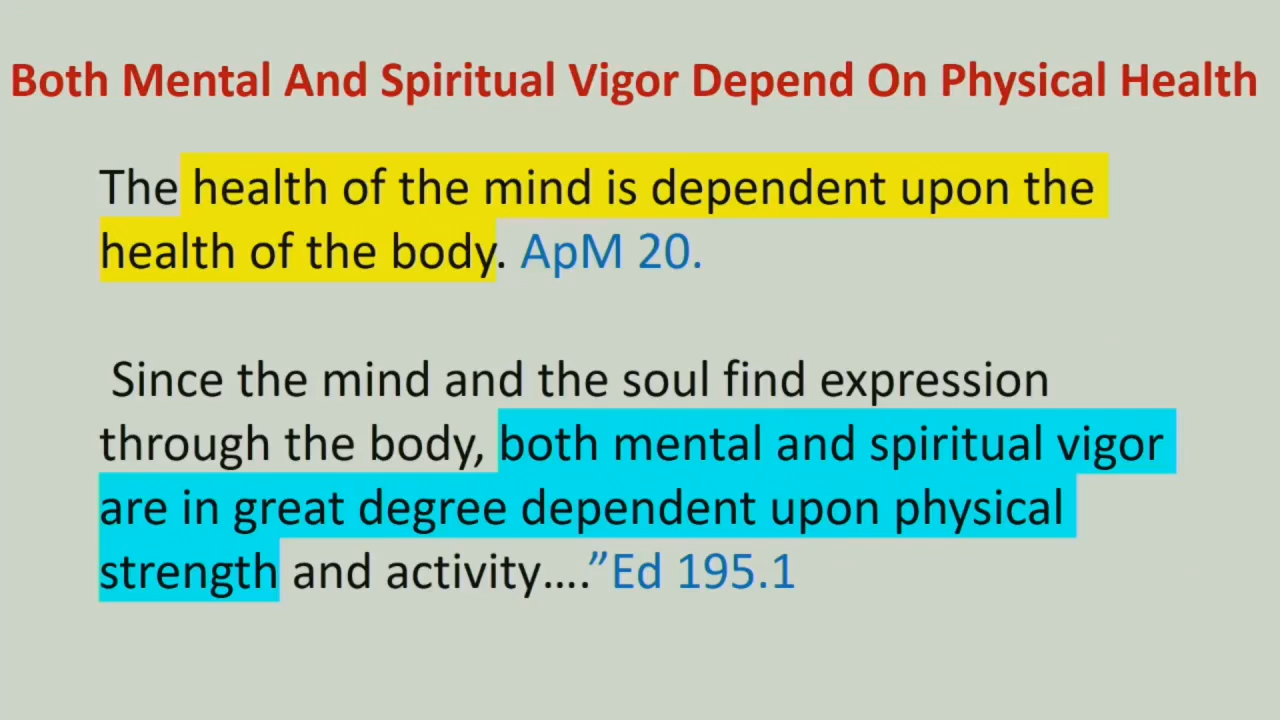 Both Mental And Spiritual Vigor Depend On Physical Health
The health of the mind is dependent upon the
health of the body. ApM 20.
Since the mind and the soul find expression
through the body, both mental and spiritual vigor
are in great degree dependent upon physical
strength and activity....”Ed 195.1